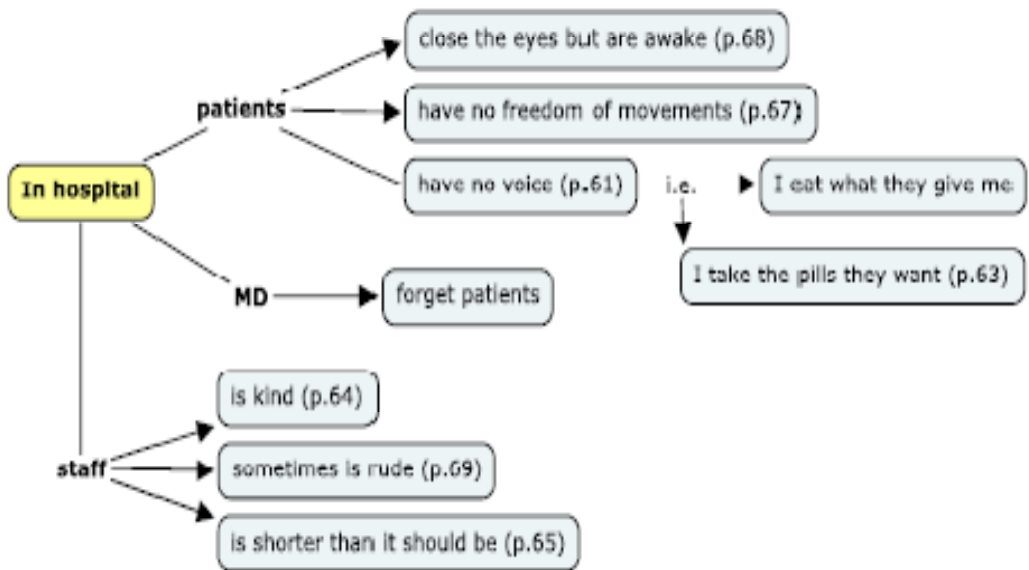 close the eyes but are awake (p.68)
patients
have no freedom of movements (p.67)
In hospital
have no voice (p.61)
i.e.
I eat what they give me
I take the pills they want (p.63)
MD
forget patients
is kind (p.64)
staff
sometimes is rude (p.69)
is shorter than it should be (p.65)